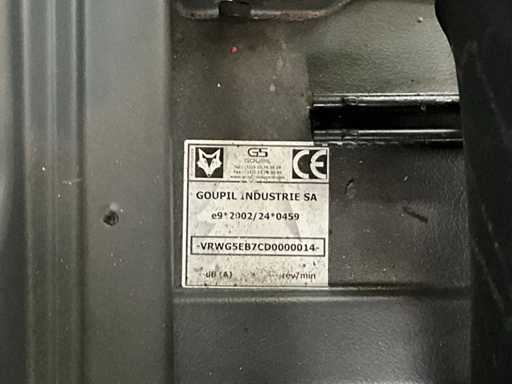 G5
GOUPIL
GOUPIL INDUSTRIE SA
e9*2002/24*0459
-VRWG5EB7CD0000014-
dB (A) rev/min
CE